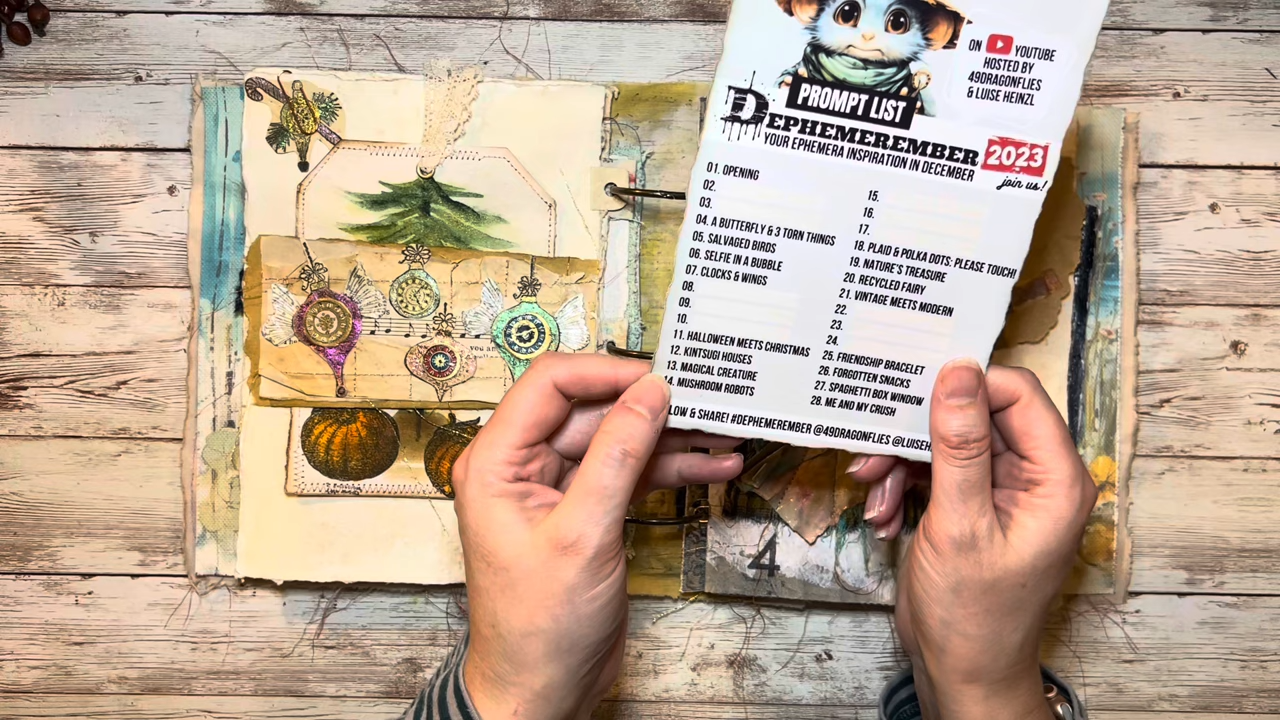 ON YOUTUBE
HOSTED BY
49DRAGONFLIES
& LUISE HEINZL
PROMPT LIST
DEPHEMEREMBER 2023
YOUR EPHEMERA INSPIRATION IN DECEMBER
join us!
01. OPENING
02.
03.
04. A BUTTERFLY & 3 TORN THINGS
05. SALVAGED BIRDS
06. SELFIE IN A BUBBLE
07. CLOCKS & WINGS
08.
09.
10.
11. HALLOWEEN MEETS CHRISTMAS
12. KINTSUGI HOUSES
13. MAGICAL CREATURE
4. MUSHROOM ROBOTS
15.
16.
17.
18. PLAID & POLKA DOTS: PLEASE TOUCH!
19. NATURE'S TREASURE
20. RECYCLED FAIRY
21. VINTAGE MEETS MODERN
22.
23.
24.
25. FRIENDSHIP BRACELET
26. FORGOTTEN SNACKS
27. SPAGHETTI BOX WINDOW
28. ME AND MY CRUSH
LOW & SHARE! #DEPHEMEREMBER @49DRAGONFLIES @LUISEH
you are
4